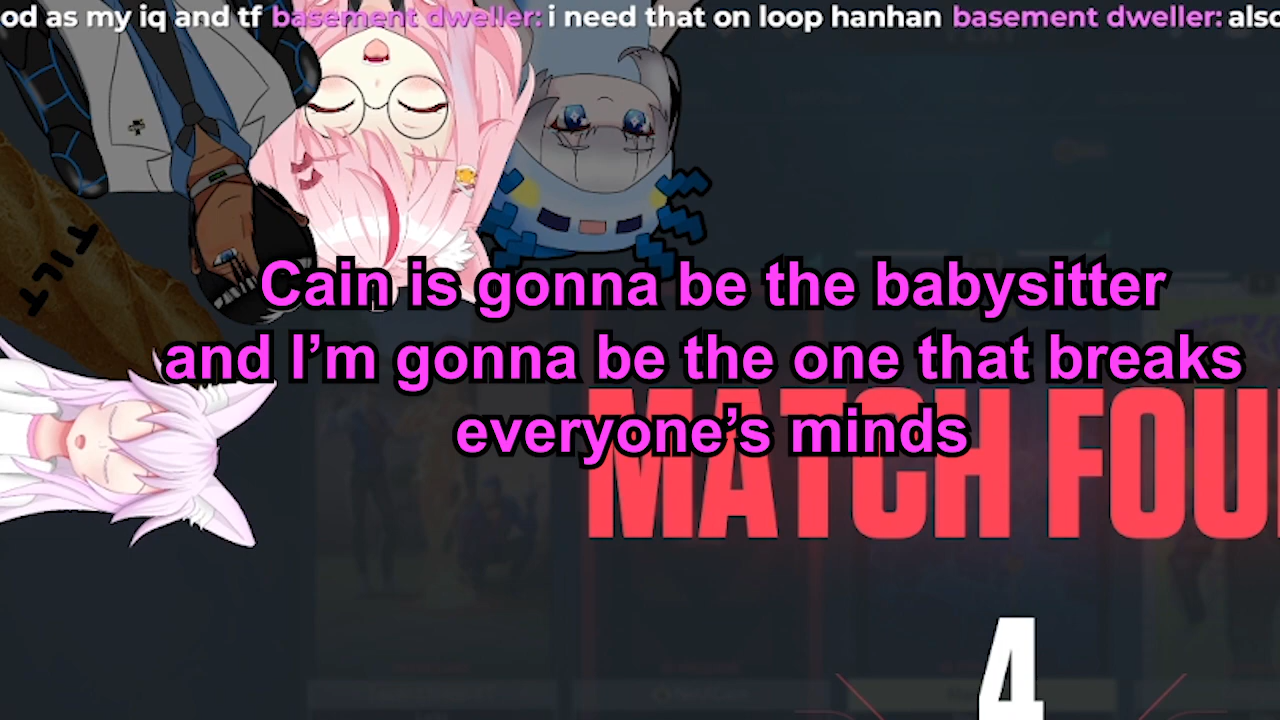 od as my iq and tf basement dweller: i need that on loop hanhan basement dweller: also
TILT
Cain is gonna be the babysitter
and I’m gonna be the one that breaks
everyone’s minds
MATCH FOU
4